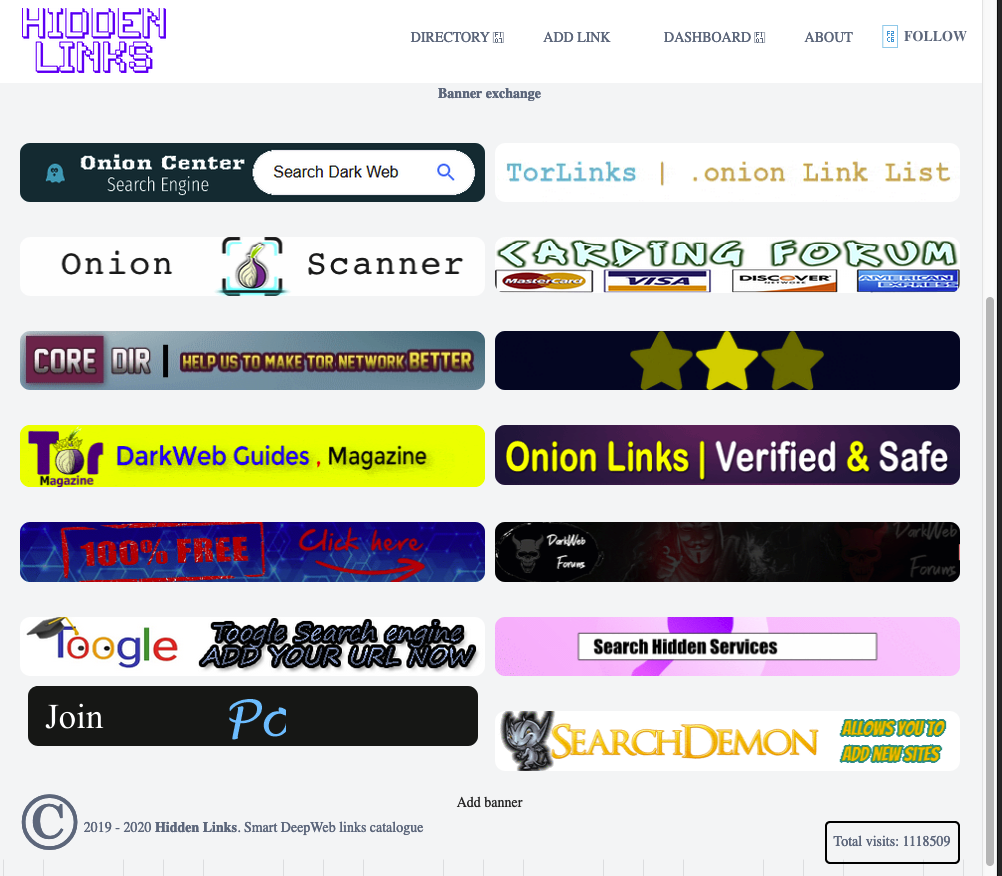 HIDDEN
LINKS
DIRECTORY ADD LINK DASHBOARD ABOUT FOLLOW
Banner exchange
Onion Center
Search Engine
Search Dark Web
TorLinks | .onion Link List
Onion Scanner
CARDING FORUM
MasterCard VISA DISCOVER NETWORK AMERICAN EXPRESS
CORE DIR | HELP US TO MAKE TOR NETWORK BETTER
Tor
Magazine
DarkWeb Guides , Magazine
Onion Links | Verified & Safe
100% FREE Click here
DarkWeb
Forums
DarkWeb
Forums
Toogle
Toogle Search engine
ADD YOUR URL NOW
Search Hidden Services
Join
SEARCHDEMON
ALLOWS YOU TO
ADD NEW SITES
Add banner
© 2019 - 2020 Hidden Links. Smart DeepWeb links catalogue
Total visits: 1118509